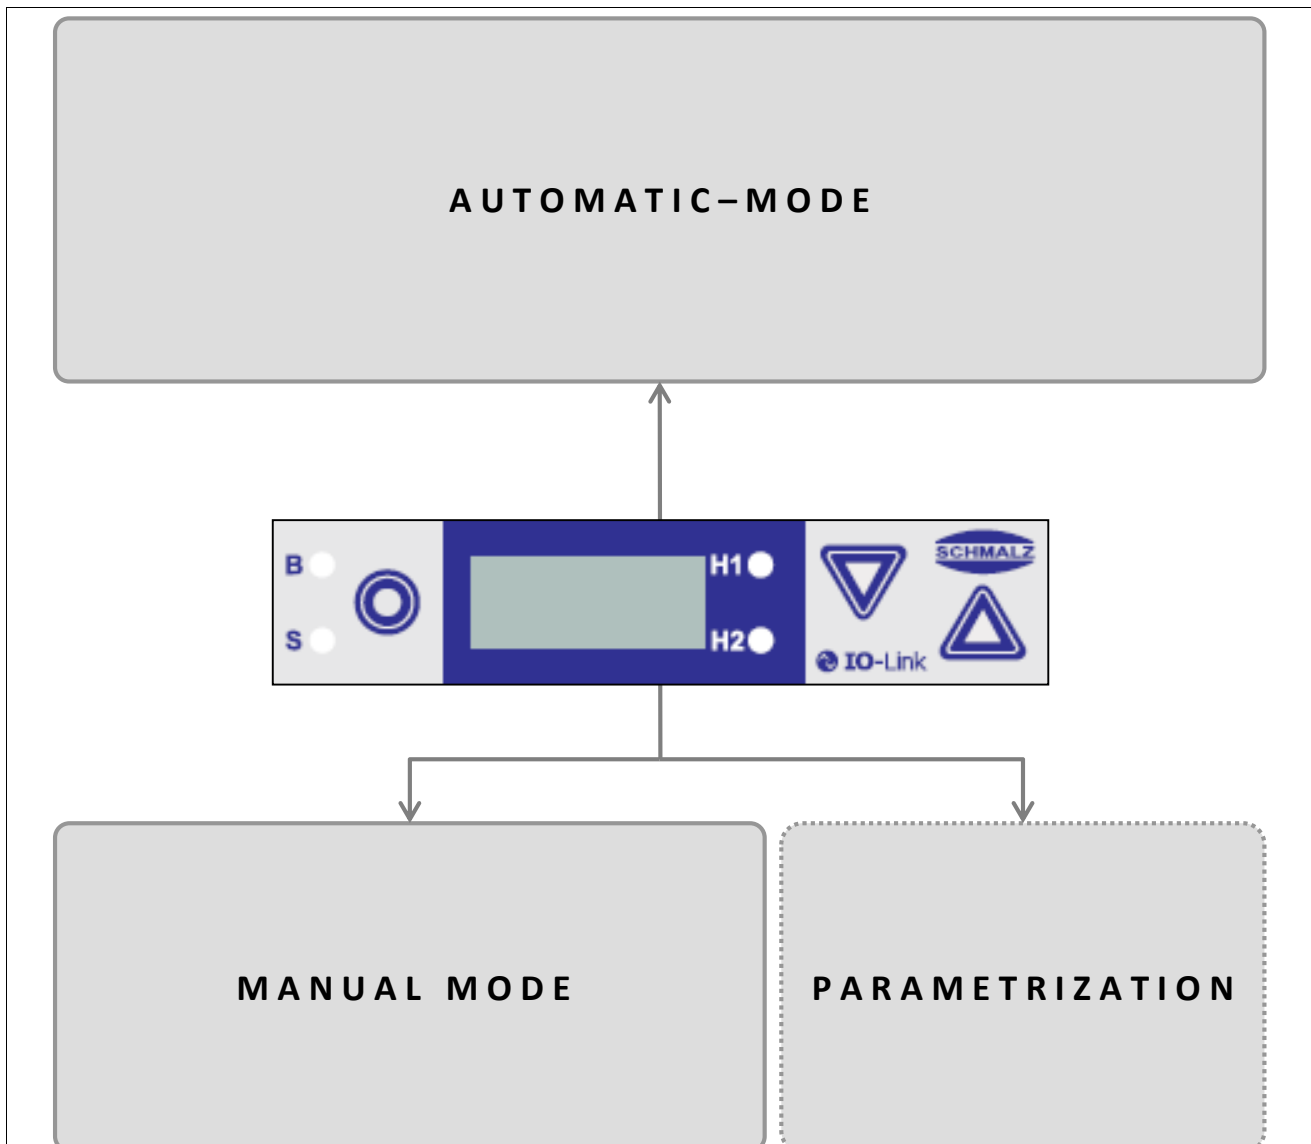 AUTOMATIC–MODE
B
H1
SCHMALZ
S
H2
IO-Link
MANUAL MODE
PARAMETRIZATION